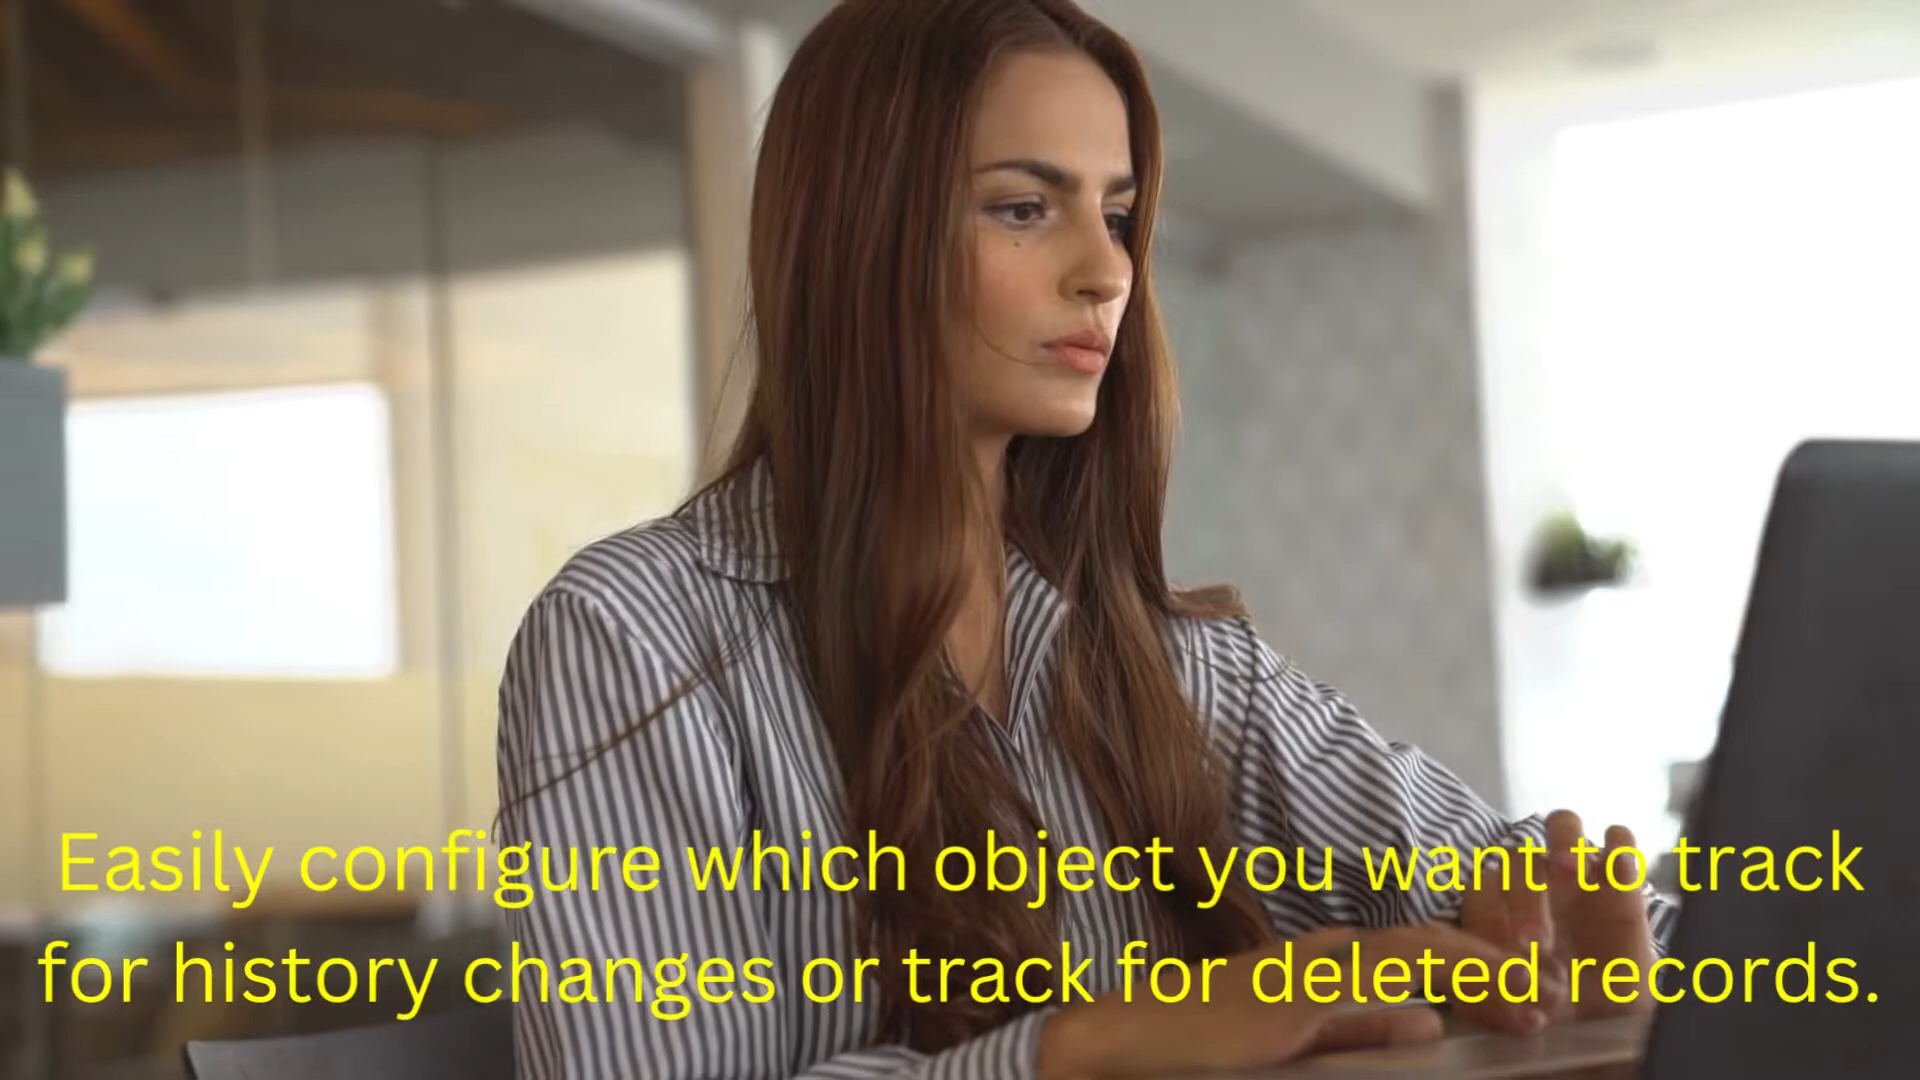 Easily configure which object you want to track
for history changes or track for deleted records.